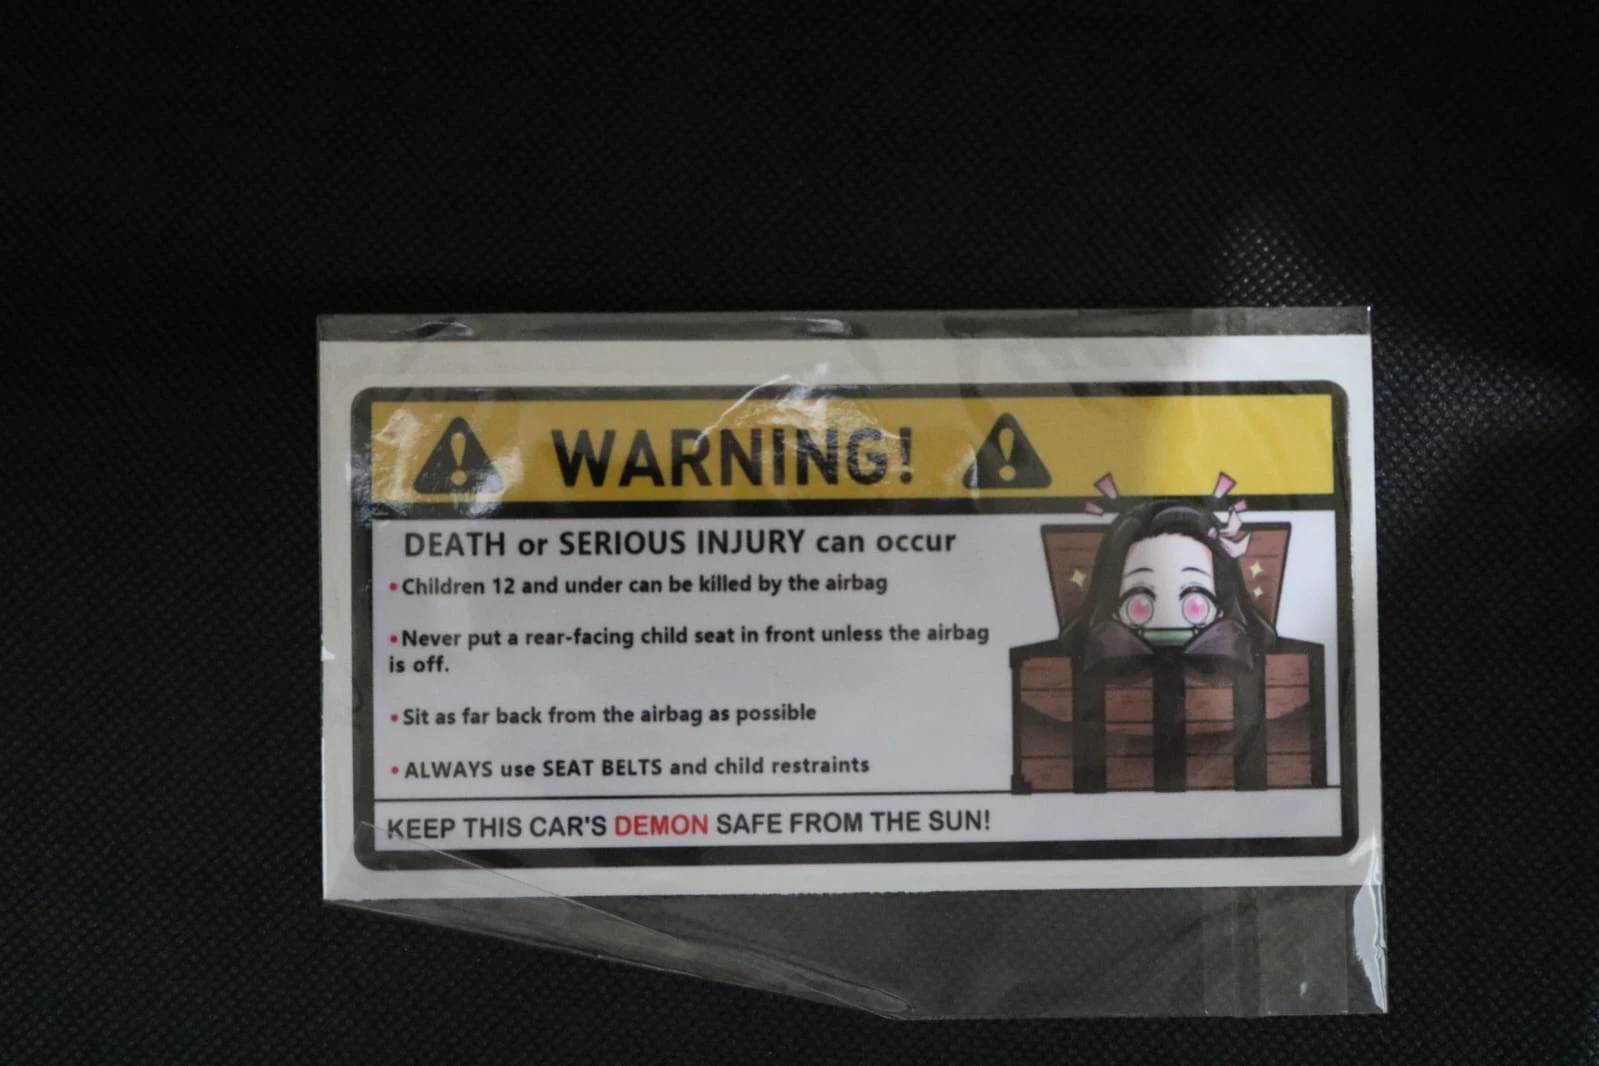 WARNING!
DEATH or SERIOUS INJURY can occur
•Children 12 and under can be killed by the airbag
•Never put a rear-facing child seat in front unless the airbag
is off.
•Sit as far back from the airbag as possible
•ALWAYS use SEAT BELTS and child restraints
KEEP THIS CAR'S DEMON SAFE FROM THE SUN!